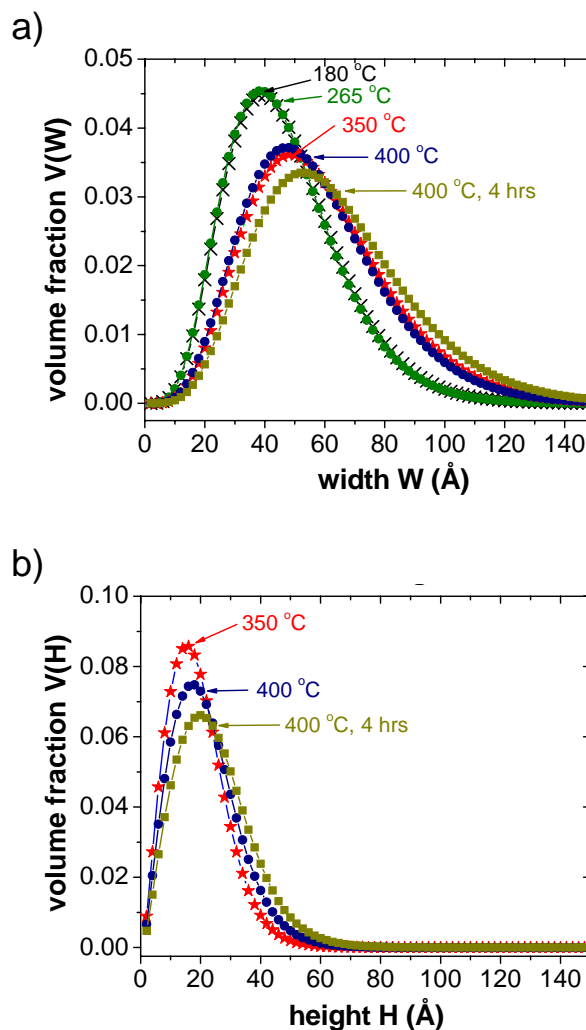 a)
0.05
0.04
0.03
0.02
0.01
0.00
volume fraction V(W)
180 °C
265 °C
350 °C
400 °C
400 °C, 4 hrs
0 20 40 60 80 100 120 140
width W (Å)
b)
0.10
0.08
0.06
0.04
0.02
0.00
volume fraction V(H)
350 °C
400 °C
400 °C, 4 hrs
0 20 40 60 80 100 120 140
height H (Å)